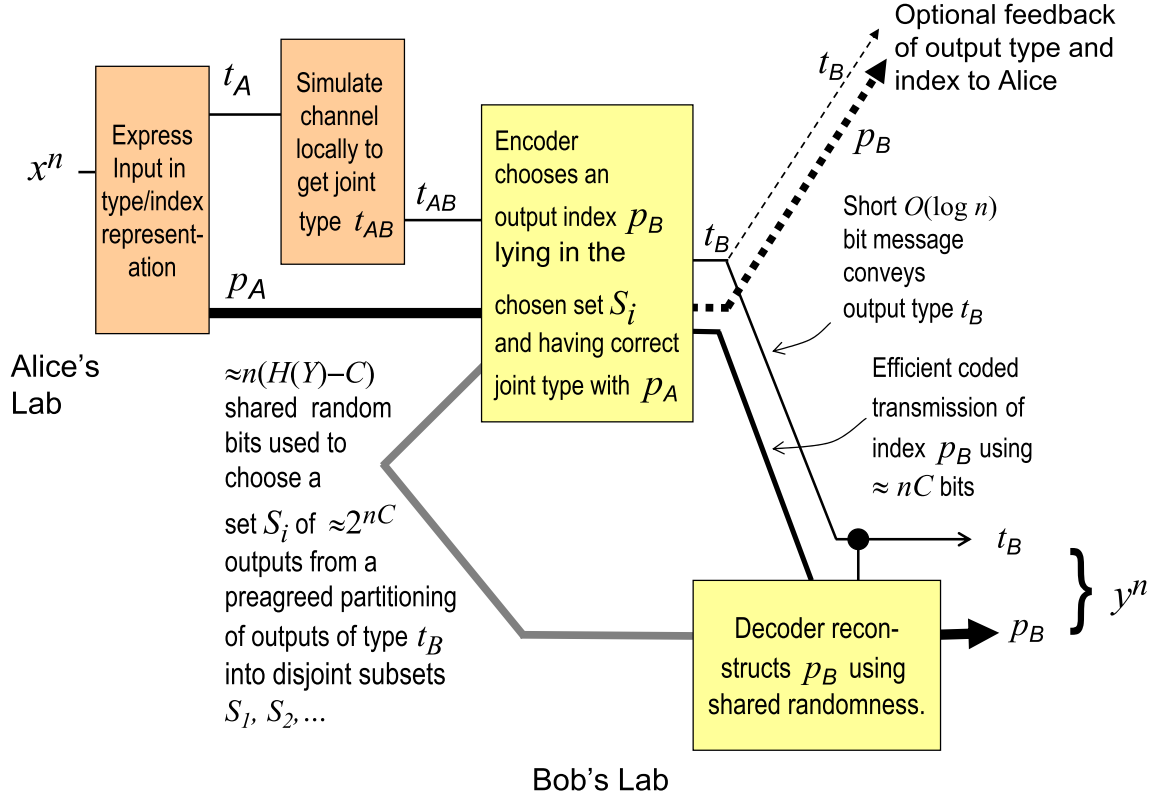 Optional feedback
of output type and
index to Alice
t_B
p_B
t_A
Simulate
channel
locally to
get joint
type t_AB
Express
Input in
type/index
represent-
ation
x^n
t_AB
p_A
Encoder
chooses an
output index p_B
lying in the
chosen set S_i
and having correct
joint type with p_A
t_B
Short O(log n)
bit message
conveys
output type t_B
Efficient coded
transmission of
index p_B using
≈ nC bits
Alice's
Lab
≈n(H(Y)−C)
shared random
bits used to
choose a
set S_i of ≈2^nC
outputs from a
preagreed partitioning
of outputs of type t_B
into disjoint subsets
S_1, S_2,...
t_B
p_B
} y^n
Decoder recon-
structs p_B using
shared randomness.
Bob's Lab